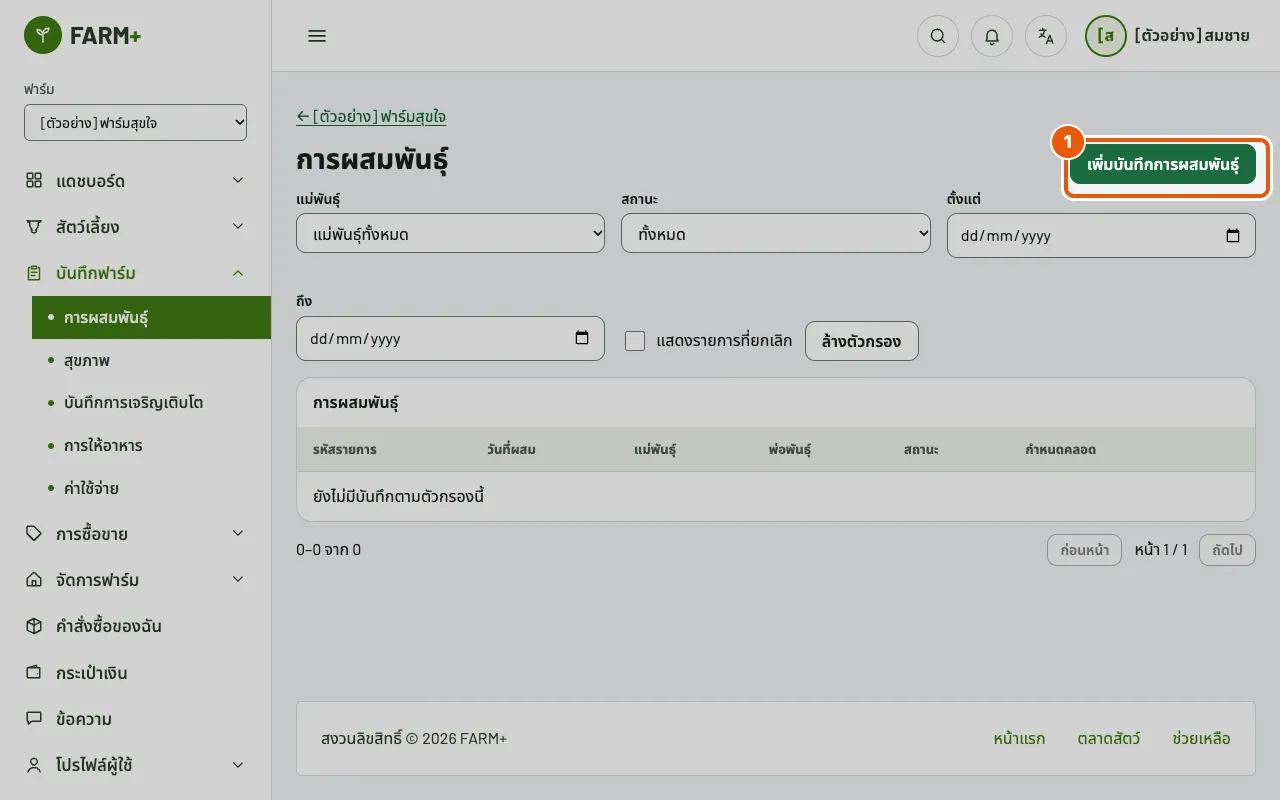 FARM+
[ส
[ตัวอย่าง] สมชาย
ฟาร์ม
[ตัวอย่าง] ฟาร์มสุขใจ
แดชบอร์ด
สัตว์เลี้ยง
บันทึกฟาร์ม
การผสมพันธุ์
สุขภาพ
บันทึกการเจริญเติบโต
การให้อาหาร
ค่าใช้จ่าย
การซื้อขาย
จัดการฟาร์ม
คำสั่งซื้อของฉัน
กระเป๋าเงิน
ข้อความ
โปรไฟล์ผู้ใช้
← [ตัวอย่าง] ฟาร์มสุขใจ
การผสมพันธุ์
1
เพิ่มบันทึกการผสมพันธุ์
แม่พันธุ์ สถานะ ตั้งแต่
แม่พันธุ์ทั้งหมด ทั้งหมด dd/mm/yyyy
ถึง
dd/mm/yyyy แสดงรายการที่ยกเลิก ล้างตัวกรอง
การผสมพันธุ์
รหัสรายการ วันที่ผสม แม่พันธุ์ พ่อพันธุ์ สถานะ กำหนดคลอด
ยังไม่มีบันทึกตามตัวกรองนี้
0–0 จาก 0 ก่อนหน้า หน้า 1 / 1 ถัดไป
สงวนลิขสิทธิ์ © 2026 FARM+ หน้าแรก ตลาดสัตว์ ช่วยเหลือ